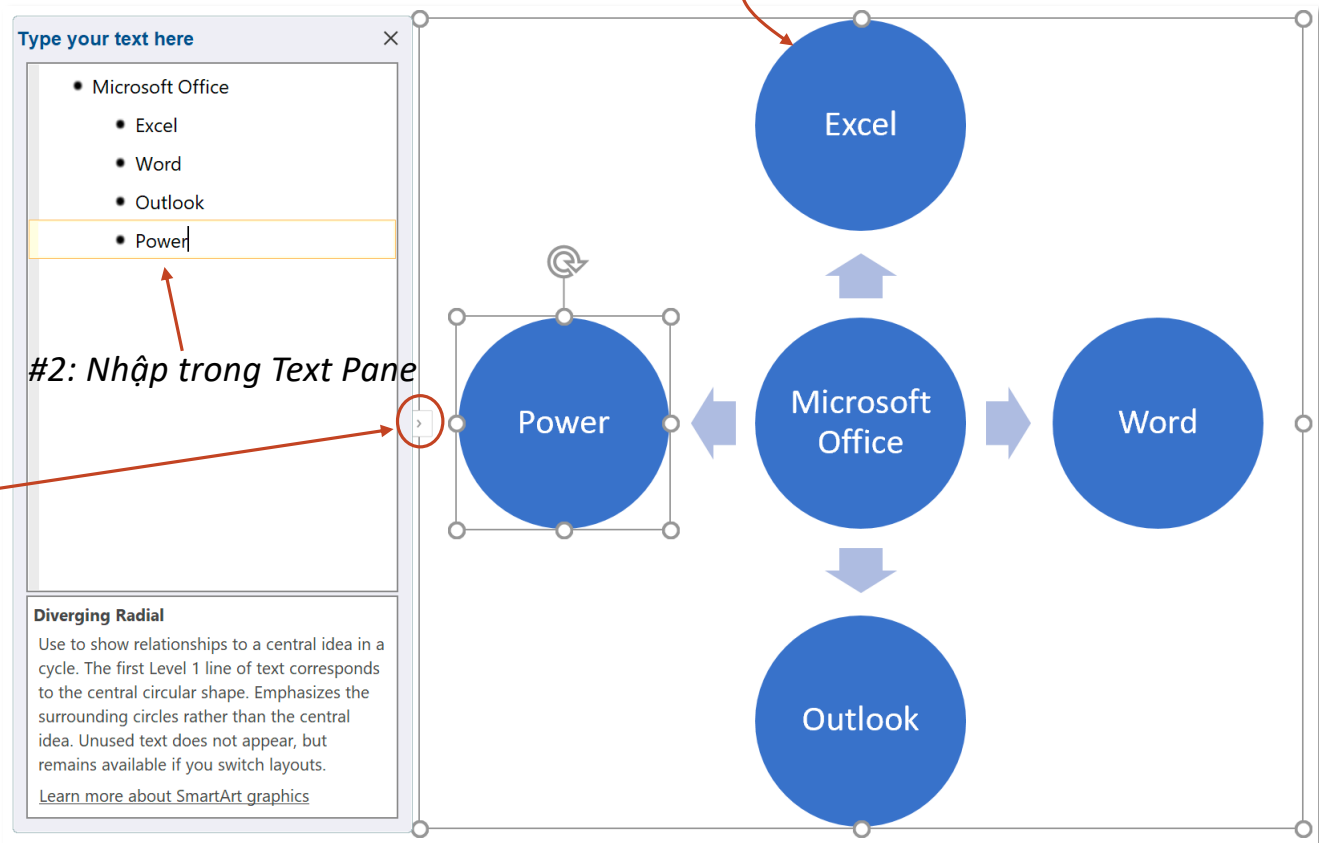 Type your text here
Microsoft Office
Excel
Word
Outlook
Power
#2: Nhập trong Text Pane
Diverging Radial
Use to show relationships to a central idea in a
cycle. The first Level 1 line of text corresponds
to the central circular shape. Emphasizes the
surrounding circles rather than the central
idea. Unused text does not appear, but
remains available if you switch layouts.
Learn more about SmartArt graphics
Excel
Power
Microsoft
Office
Word
Outlook